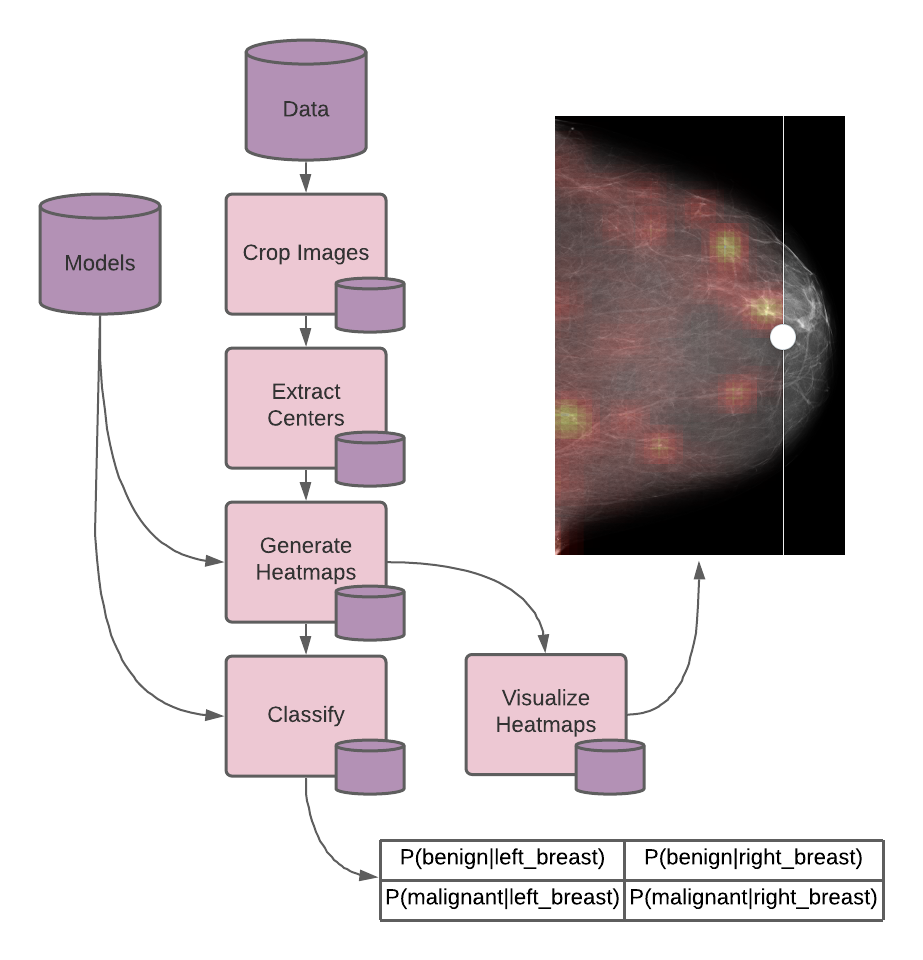 Data
Models
Crop Images
Extract
Centers
Generate
Heatmaps
Classify
Visualize
Heatmaps
P(benign|left_breast) P(benign|right_breast)
P(malignant|left_breast) P(malignant|right_breast)